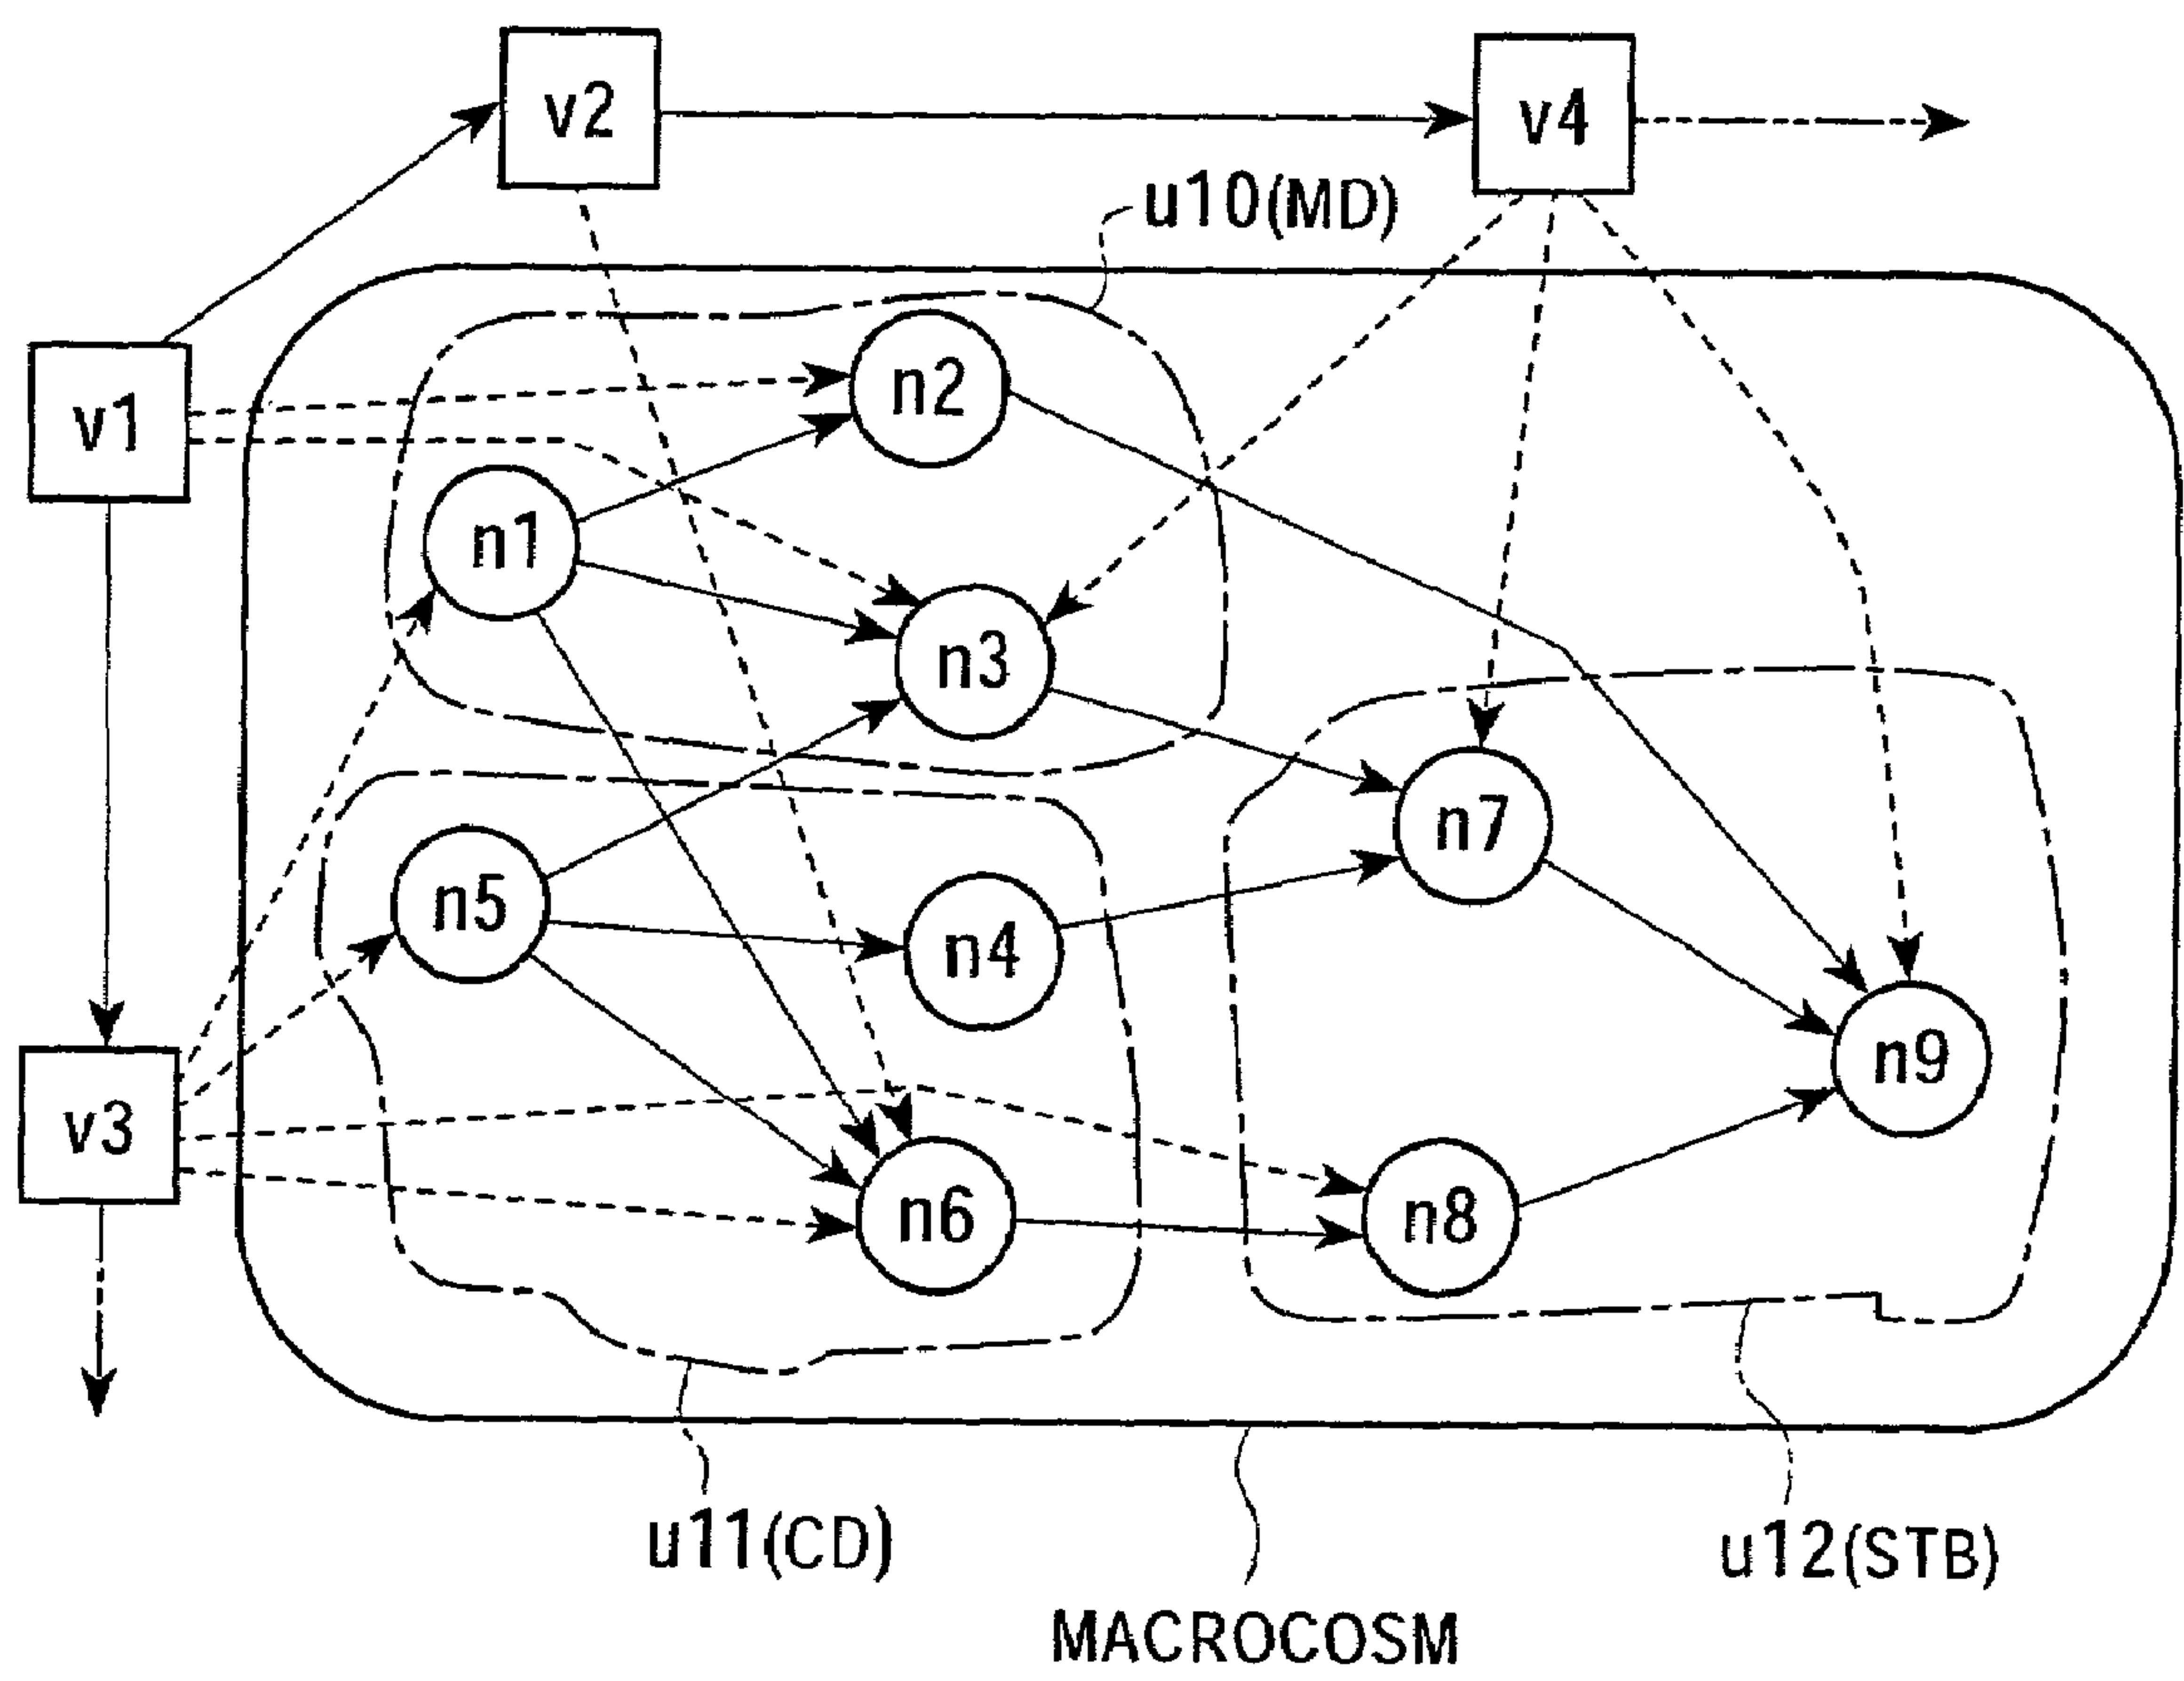 v2
v4
u10(MD)
v1
n2
n1
n3
n7
n5
n4
n9
v3
n6
n8
u11(CD)
u12(STB)
MACROCOSM